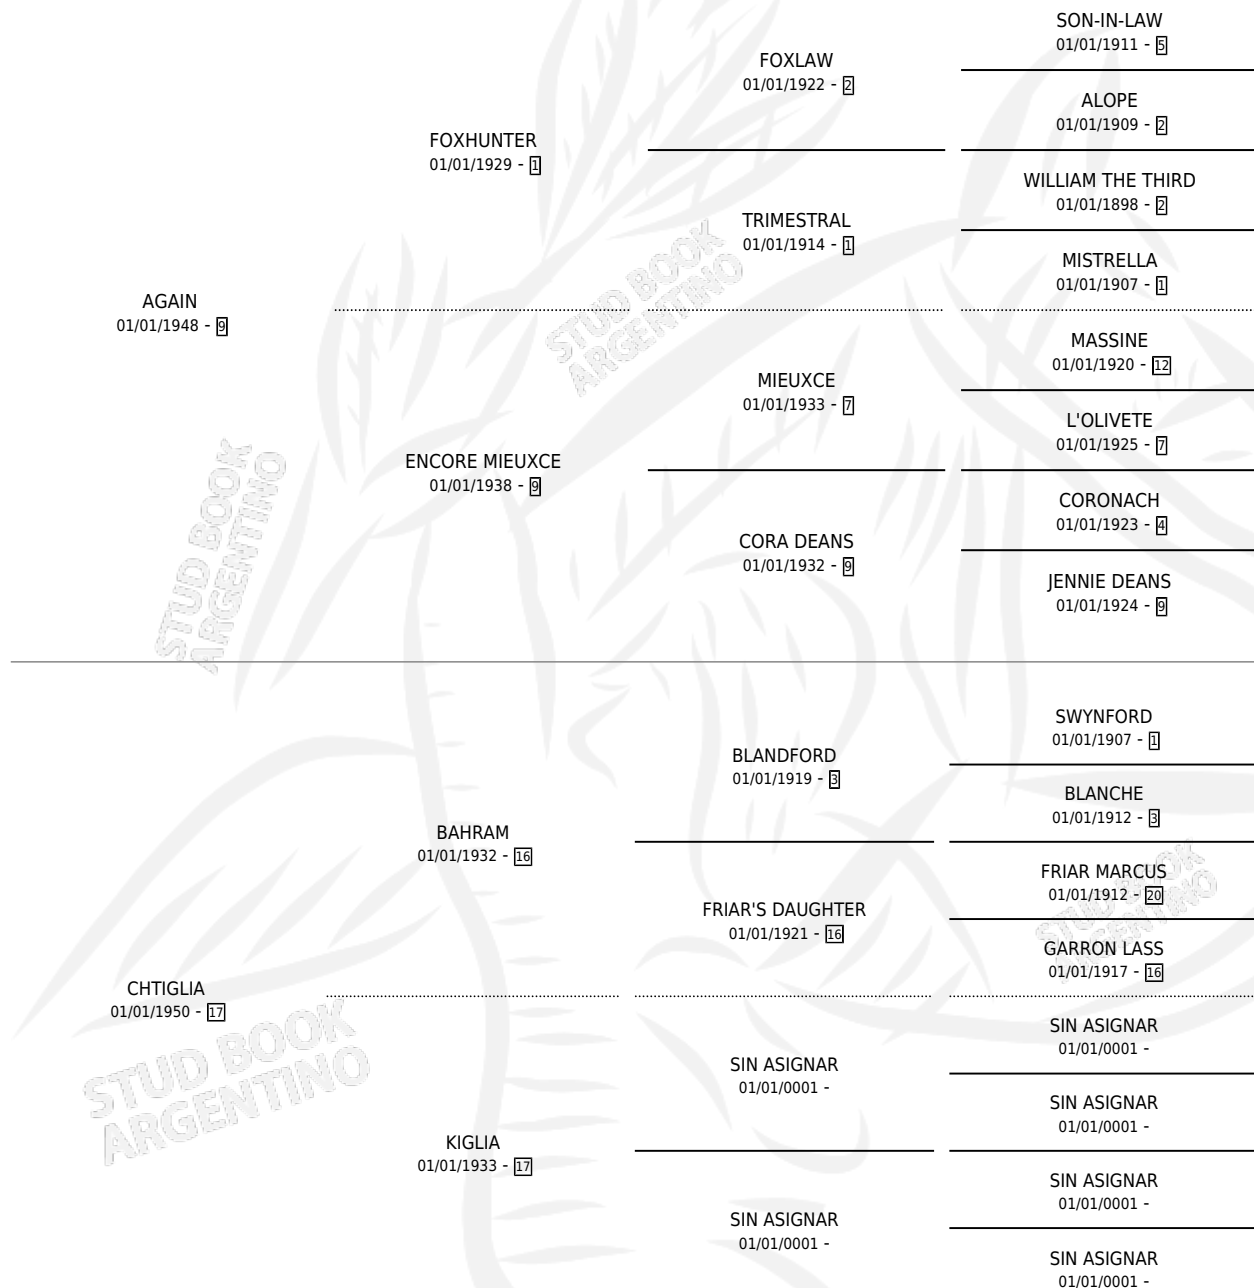 SON-IN-LAW
01/01/1911 - 5
FOXLAW
01/01/1922 - 2
ALOPE
01/01/1909 - 2
FOXHUNTER
01/01/1929 - 1
WILLIAM THE THIRD
01/01/1898 - 2
TRIMESTRAL
01/01/1914 - 1
MISTRELLA
01/01/1907 - 1
AGAIN
01/01/1948 - 9
MASSINE
01/01/1920 - 12
MIEUXCE
01/01/1933 - 7
L'OLIVETE
01/01/1925 - 7
ENCORE MIEUXCE
01/01/1938 - 9
CORONACH
01/01/1923 - 4
CORA DEANS
01/01/1932 - 9
JENNIE DEANS
01/01/1924 - 9
SWYNFORD
01/01/1907 - 1
BLANDFORD
01/01/1919 - 3
BLANCHE
01/01/1912 - 3
BAHRAM
01/01/1932 - 16
FRIAR MARCUS
01/01/1912 - 20
FRIAR'S DAUGHTER
01/01/1921 - 16
GARRON LASS
01/01/1917 - 16
CHTIGLIA
01/01/1950 - 17
SIN ASIGNAR
01/01/0001 -
SIN ASIGNAR
01/01/0001 -
SIN ASIGNAR
01/01/0001 -
KIGLIA
01/01/1933 - 17
SIN ASIGNAR
01/01/0001 -
SIN ASIGNAR
01/01/0001 -
SIN ASIGNAR
01/01/0001 -
STUD BOOK
ARGENTINO
STUD BOOK
ARGENTINO
STUD BOOK
ARGENTINO
STUD BOOK
ARGENTINO